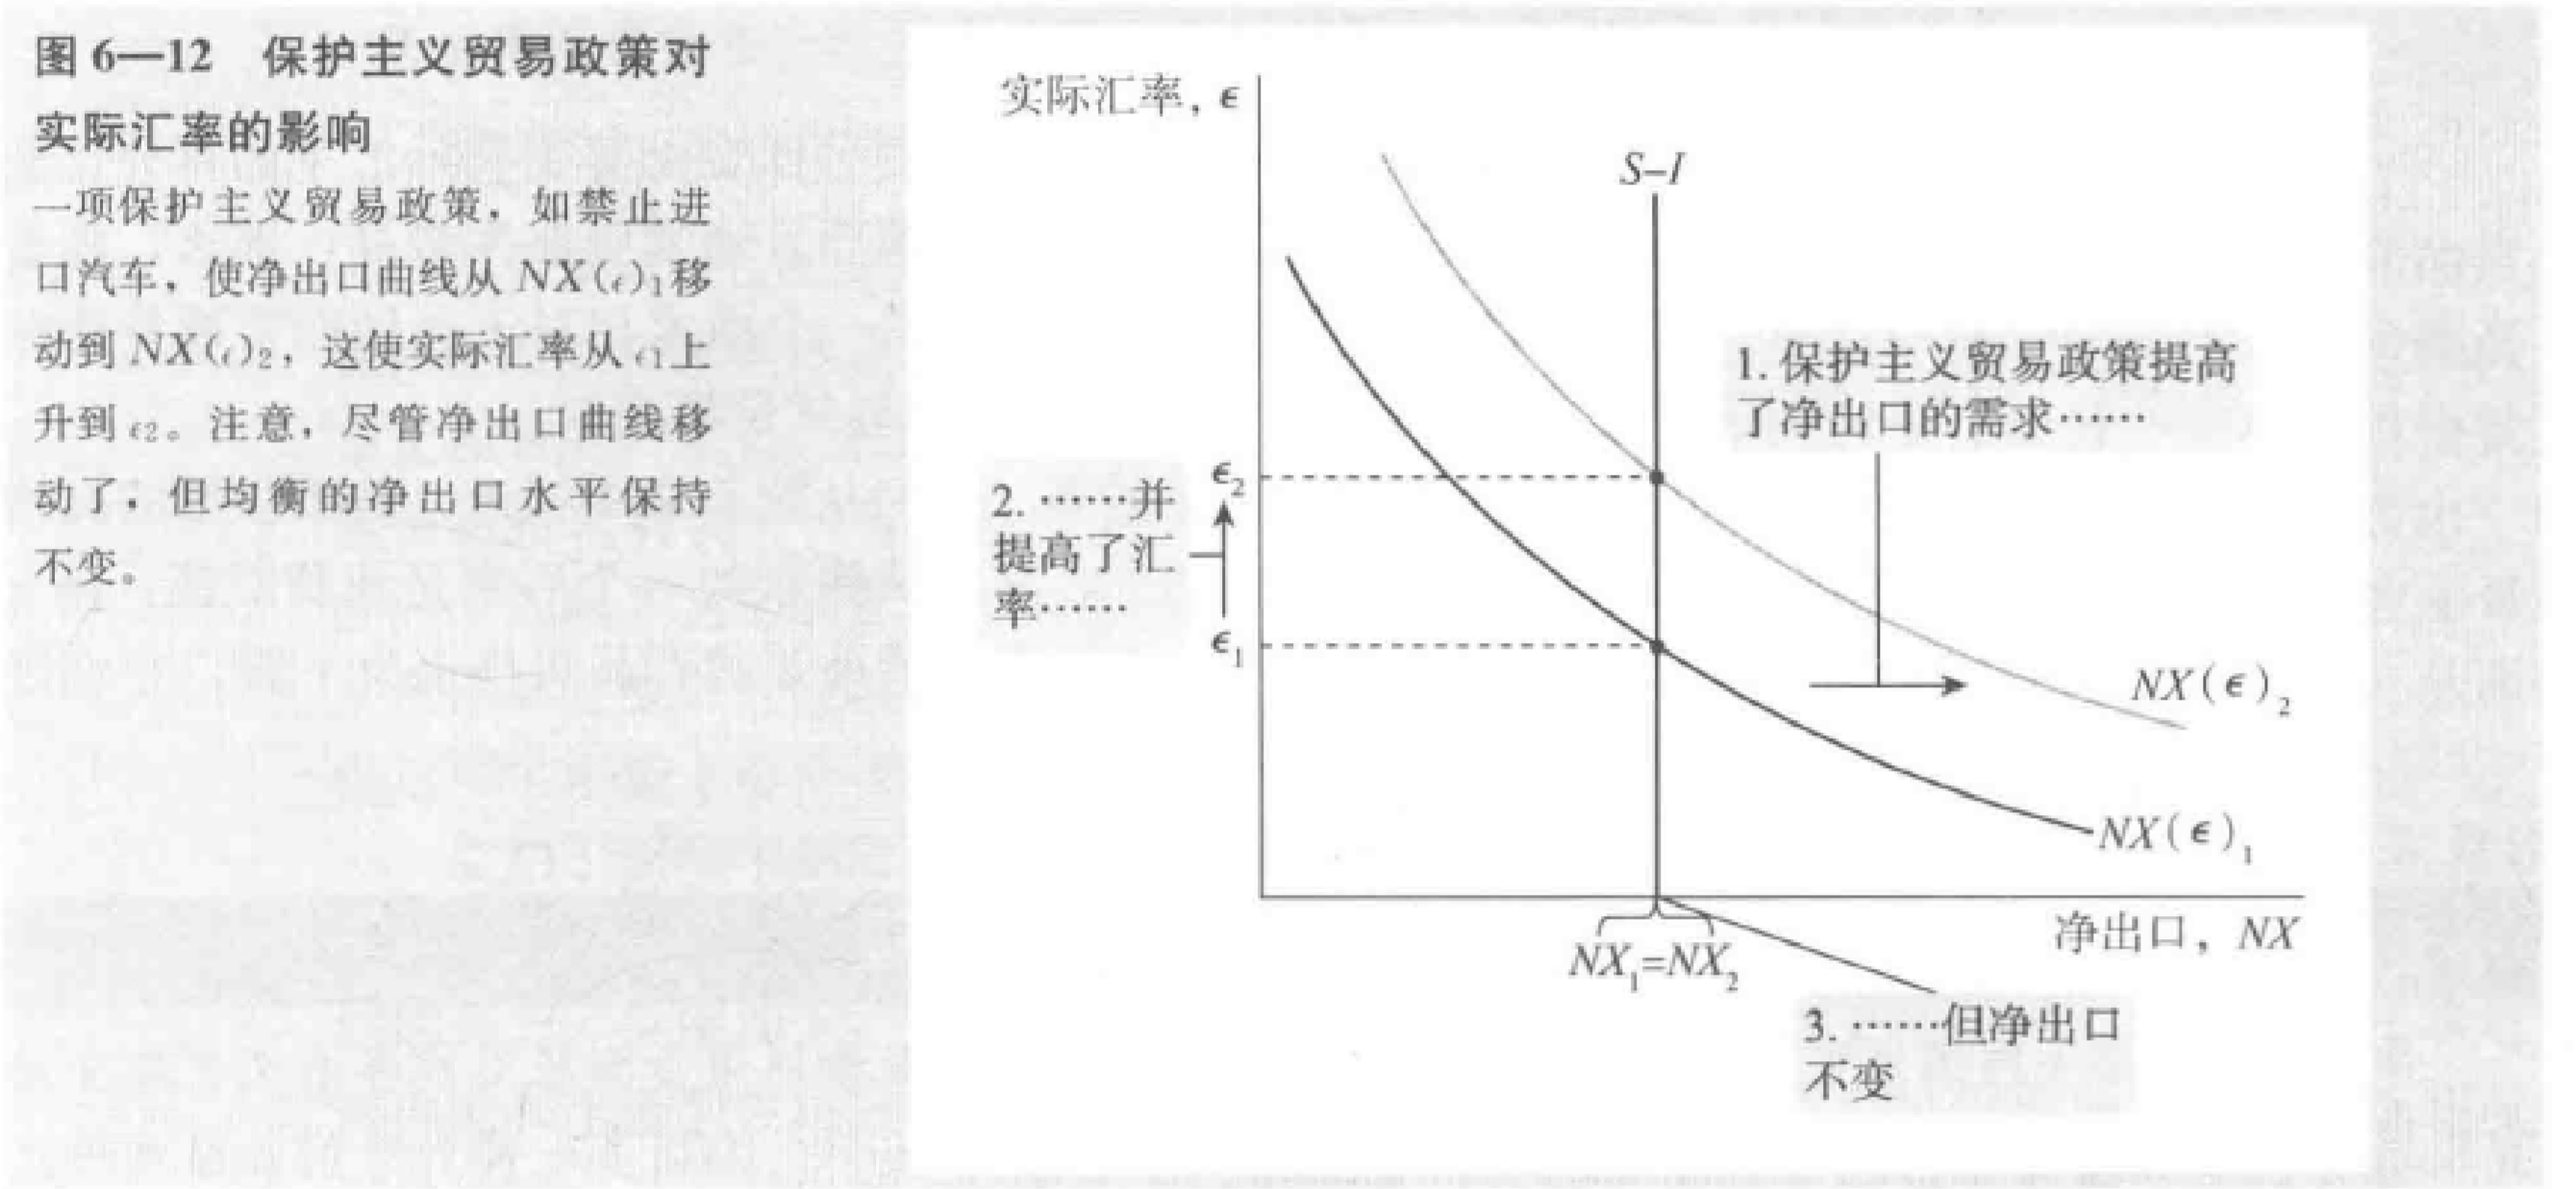 图 6—12 保护主义贸易政策对
实际汇率的影响
一项保护主义贸易政策，如禁止进
口汽车，使净出口曲线从 NX(ϵ)₁移
动到 NX(ϵ)₂，这使实际汇率从 ϵ₁上
升到 ϵ₂。注意，尽管净出口曲线移
动了，但均衡的净出口水平保持
不变。
实际汇率, ϵ
S–I
1. 保护主义贸易政策提高
了净出口的需求……
ϵ₂
2. ……并
提高了汇
率……
ϵ₁
NX(ϵ)₂
NX(ϵ)₁
净出口, NX
NX₁=NX₂
3. ……但净出口
不变